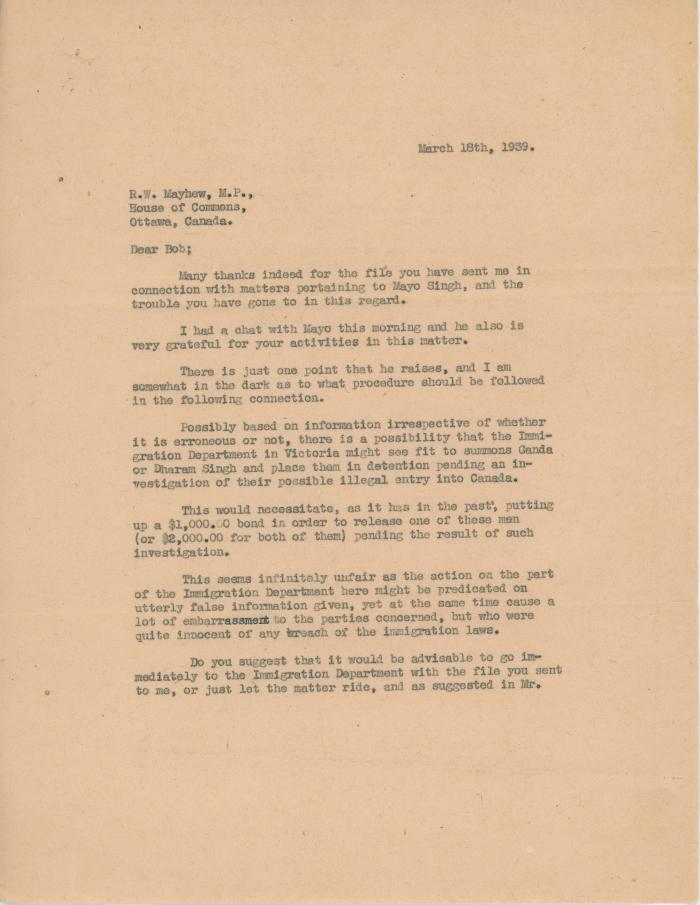 March 18th, 1939.
R.W. Mayhew, M.P.,
House of Commons,
Ottawa, Canada.
Dear Bob;
Many thanks indeed for the file you have sent me in
connection with matters pertaining to Mayo Singh, and the
trouble you have gone to in this regard.
I had a chat with Mayo this morning and he also is
very grateful for your activities in this matter.
There is just one point that he raises, and I am
somewhat in the dark as to what procedure should be followed
in the following connection.
Possibly based on information irrespective of whether
it is erroneous or not, there is a possibility that the Immi-
gration Department in Victoria might see fit to summons Ganda
or Dharam Singh and place them in detention pending an in-
vestigation of their possible illegal entry into Canada.
This would necessitate, as it has in the past, putting
up a $1,000.00 bond in order to release one of these men
(or $2,000.00 for both of them) pending the result of such
investigation.
This seems infinitely unfair as the action on the part
of the Immigration Department here might be predicated on
utterly false information given, yet at the same time cause a
lot of embarrassment to the parties concerned, but who were
quite innocent of any breach of the immigration laws.
Do you suggest that it would be advisable to go im-
mediately to the Immigration Department with the file you sent
to me, or just let the matter ride, and as suggested in Mr.